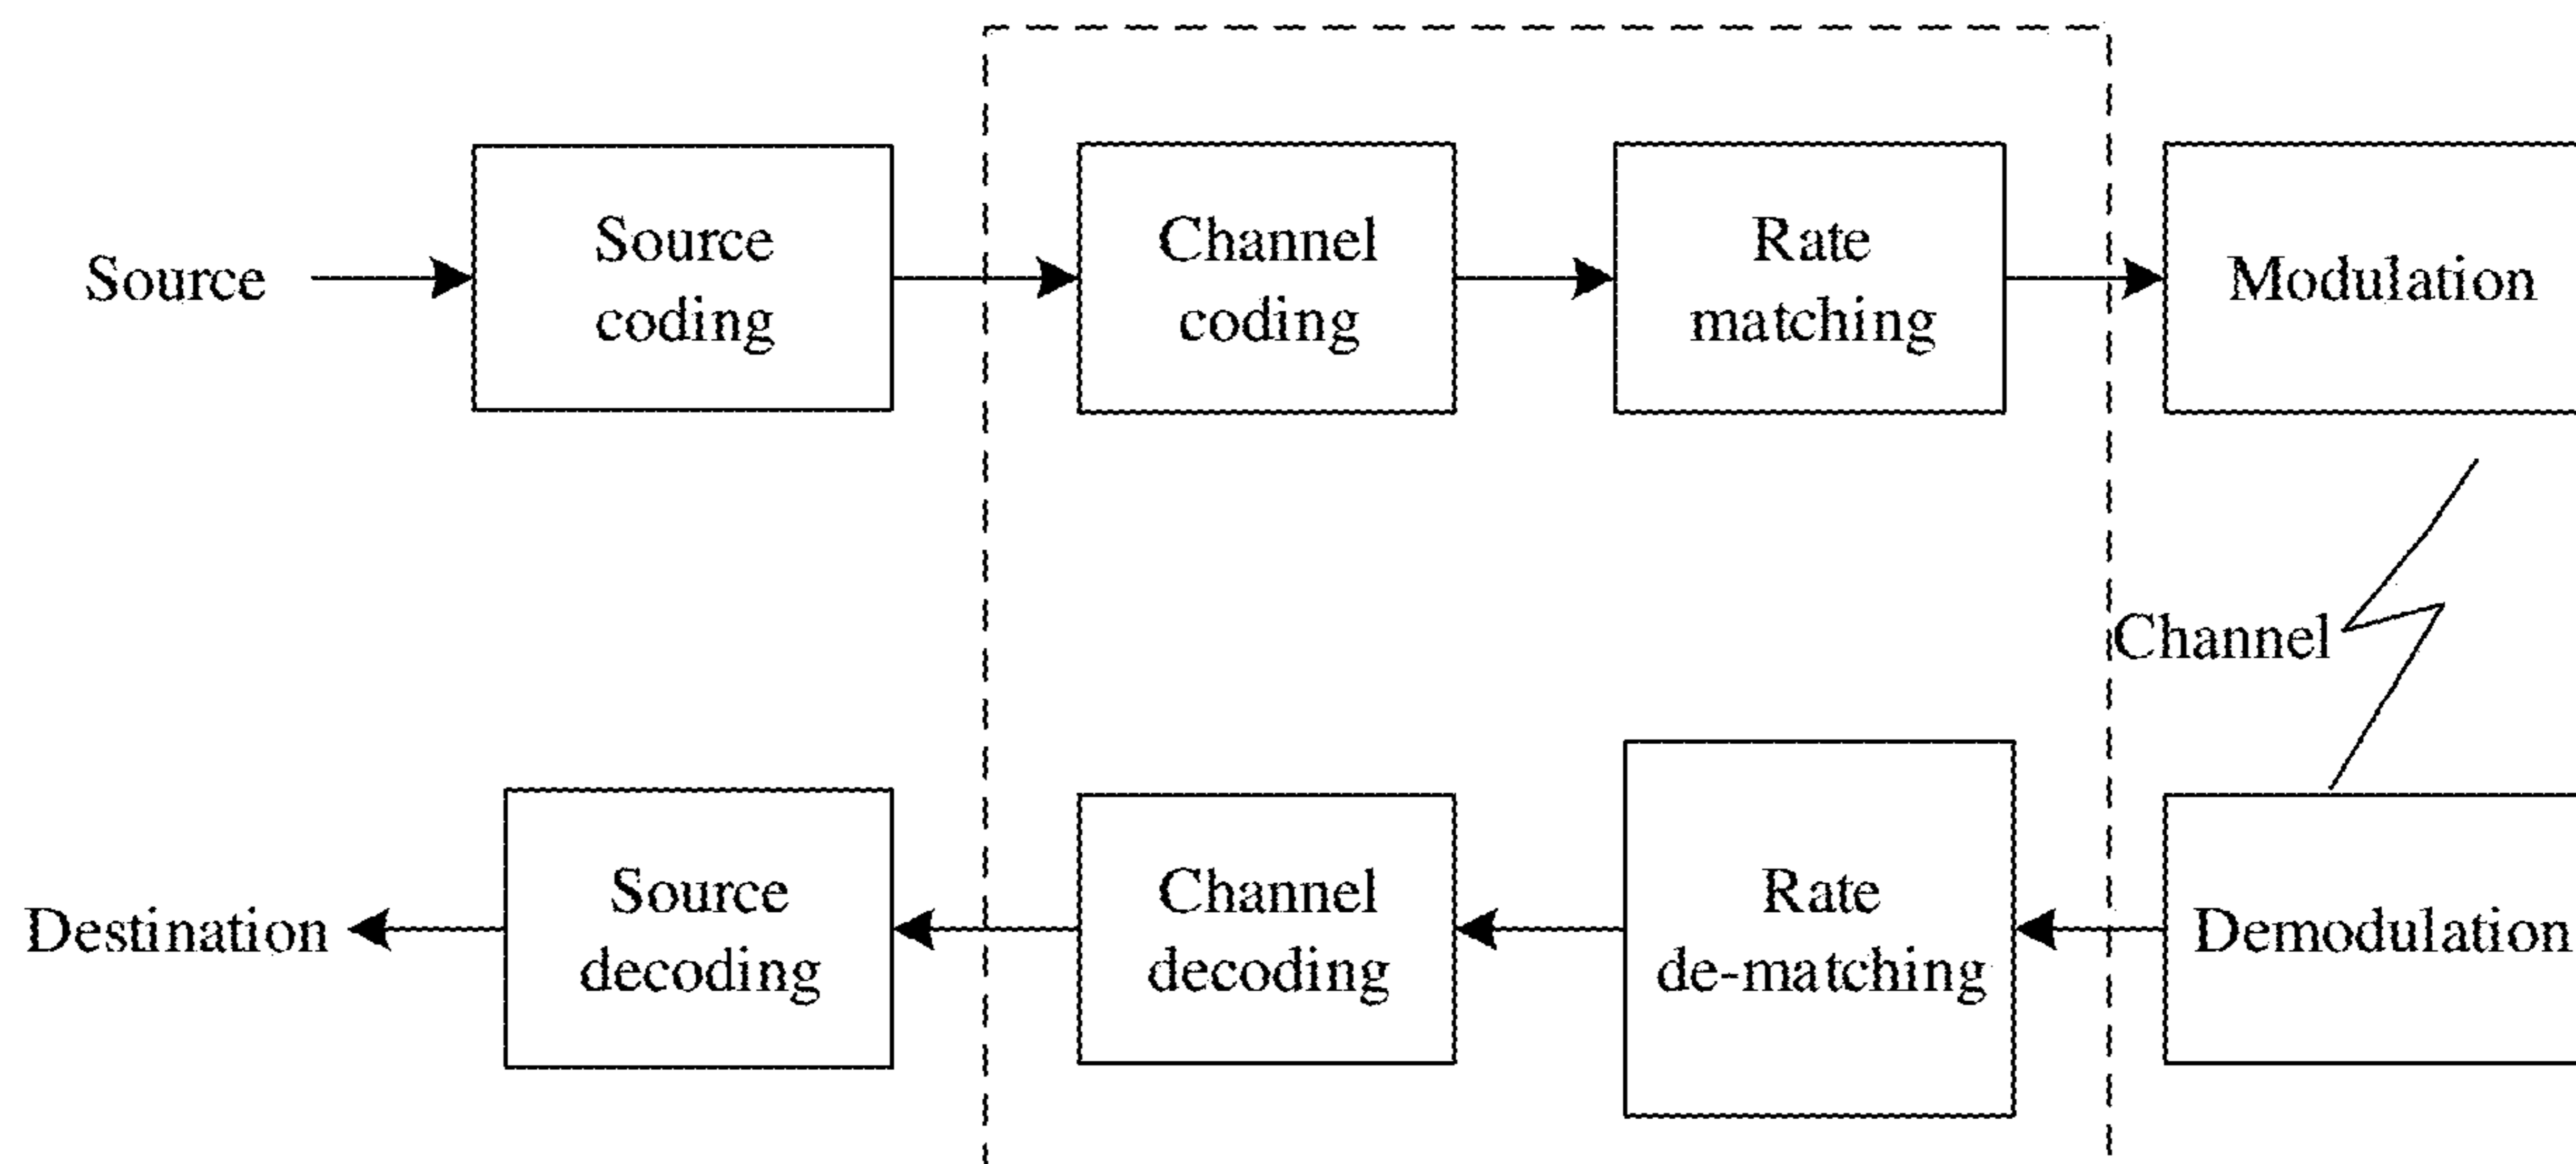 Source
Source
coding
Channel
coding
Rate
matching
Modulation
Channel
Destination
Source
decoding
Channel
decoding
Rate
de-matching
Demodulation